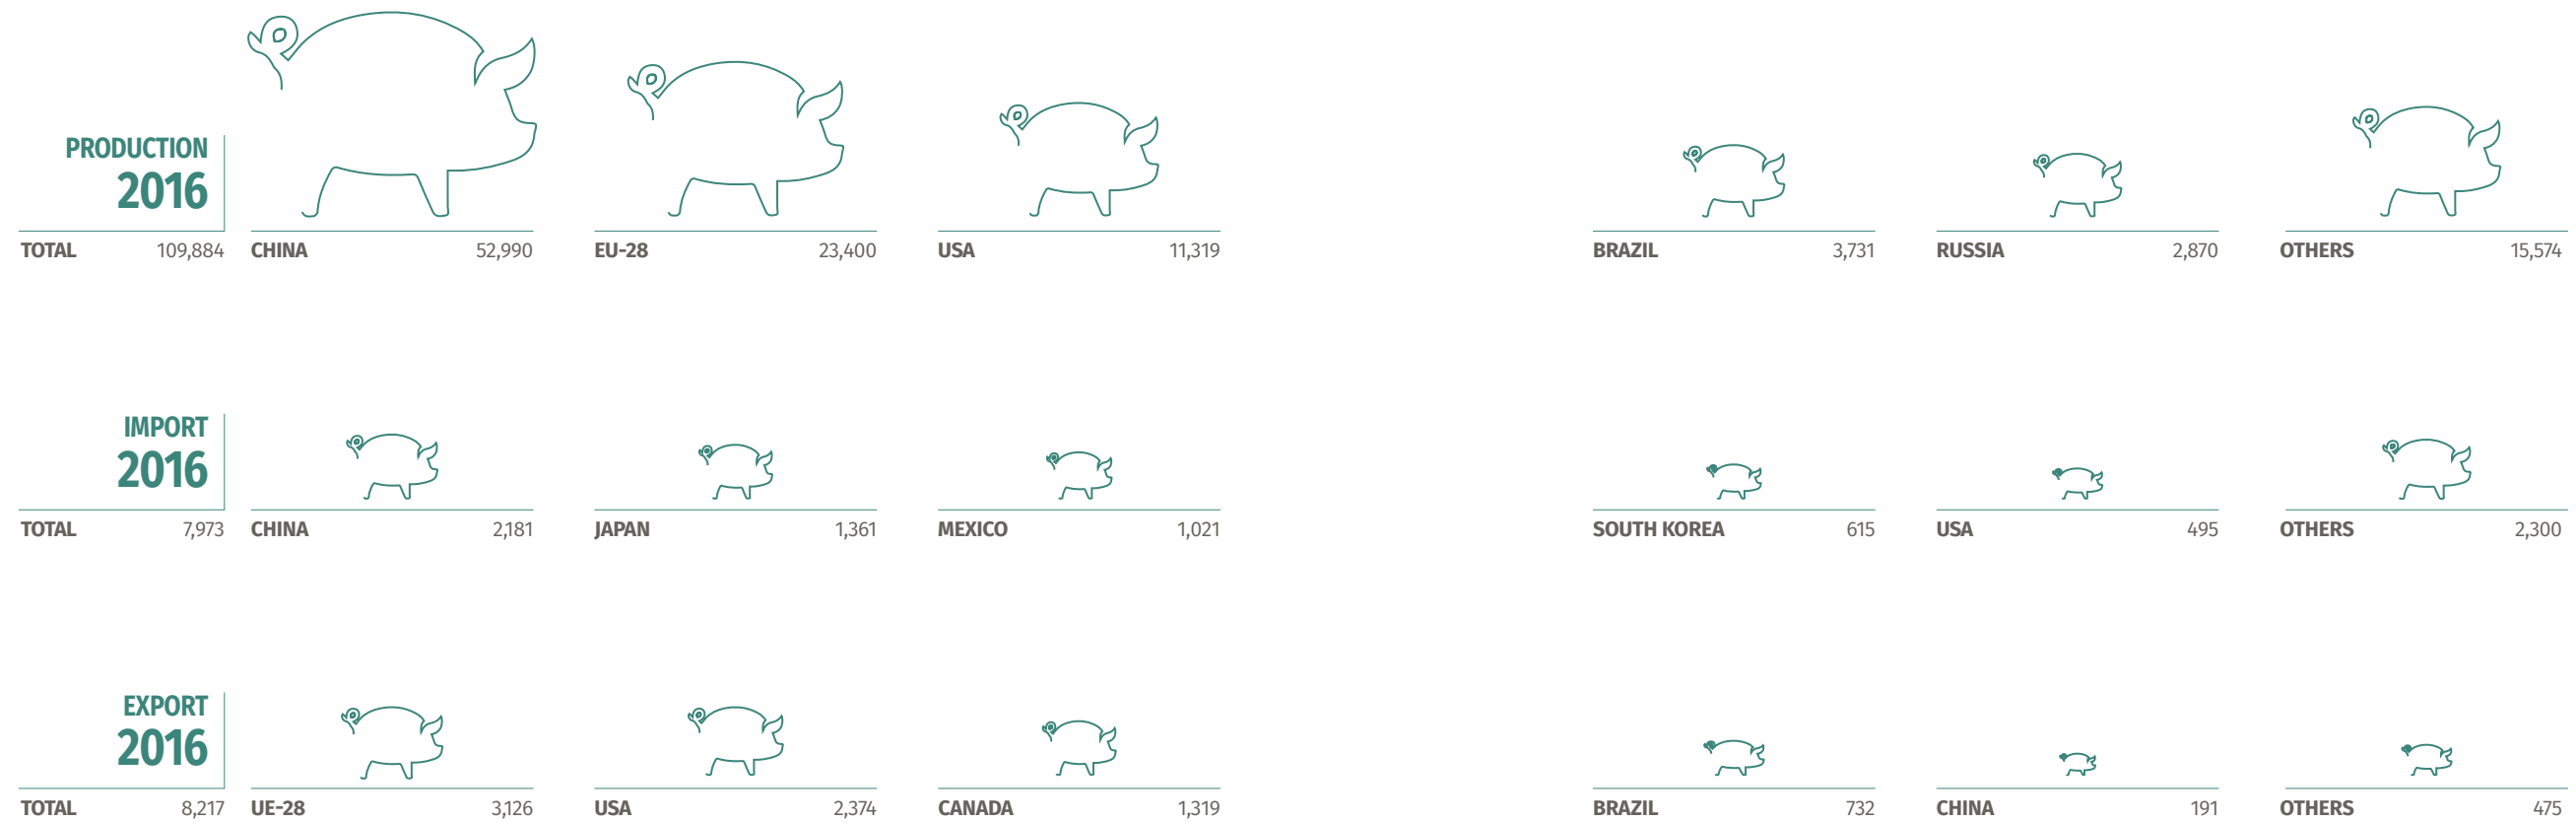 PRODUCTION
2016
TOTAL 109,884 CHINA 52,990 EU-28 23,400 USA 11,319 BRAZIL 3,731 RUSSIA 2,870 OTHERS 15,574
IMPORT
2016
TOTAL 7,973 CHINA 2,181 JAPAN 1,361 MEXICO 1,021 SOUTH KOREA 615 USA 495 OTHERS 2,300
EXPORT
2016
TOTAL 8,217 UE-28 3,126 USA 2,374 CANADA 1,319 BRAZIL 732 CHINA 191 OTHERS 475